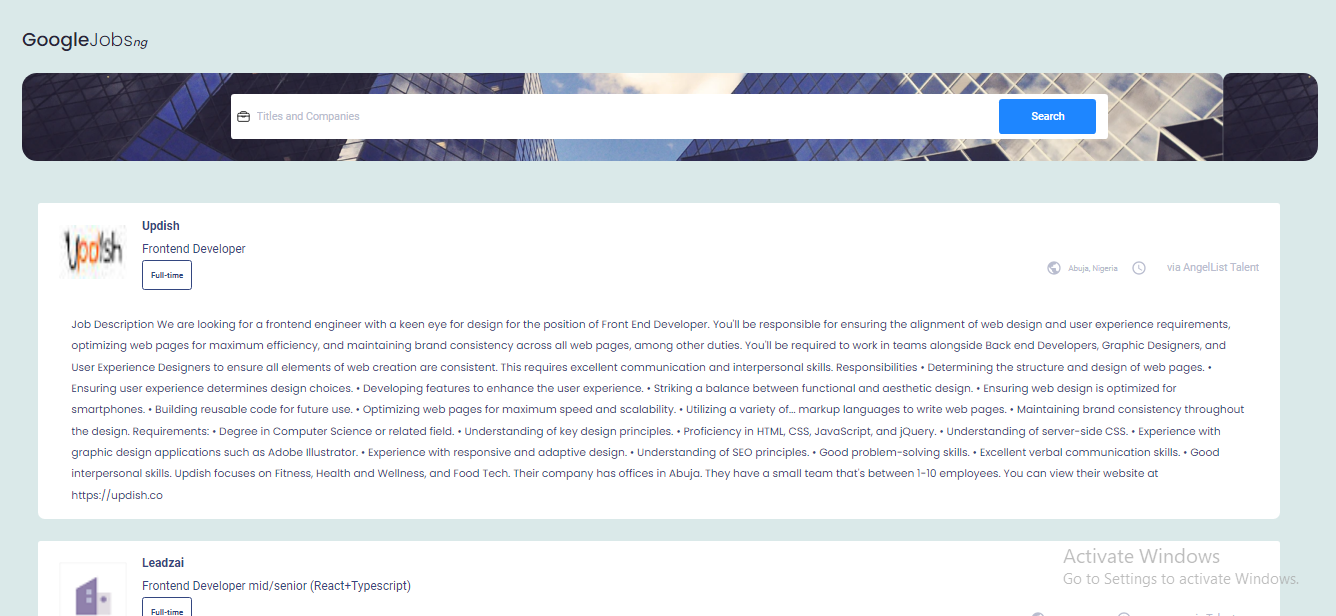 GoogleJobsng
Titles and Companies
Search
Updish
Updish
Frontend Developer
Full-time
Abuja, Nigeria
via AngelList Talent
Job Description We are looking for a frontend engineer with a keen eye for design for the position of Front End Developer. You'll be responsible for ensuring the alignment of web design and user experience requirements,
optimizing web pages for maximum efficiency, and maintaining brand consistency across all web pages, among other duties. You'll be required to work in teams alongside Back end Developers, Graphic Designers, and
User Experience Designers to ensure all elements of web creation are consistent. This requires excellent communication and interpersonal skills. Responsibilities • Determining the structure and design of web pages. •
Ensuring user experience determines design choices. • Developing features to enhance the user experience. • Striking a balance between functional and aesthetic design. • Ensuring web design is optimized for
smartphones. • Building reusable code for future use. • Optimizing web pages for maximum speed and scalability. • Utilizing a variety of… markup languages to write web pages. • Maintaining brand consistency throughout
the design. Requirements: • Degree in Computer Science or related field. • Understanding of key design principles. • Proficiency in HTML, CSS, JavaScript, and jQuery. • Understanding of server-side CSS. • Experience with
graphic design applications such as Adobe Illustrator. • Experience with responsive and adaptive design. • Understanding of SEO principles. • Good problem-solving skills. • Excellent verbal communication skills. • Good
interpersonal skills. Updish focuses on Fitness, Health and Wellness, and Food Tech. Their company has offices in Abuja. They have a small team that's between 1-10 employees. You can view their website at
https://updish.co
Leadzai
Frontend Developer mid/senior (React+Typescript)
Full-time
Activate Windows
Go to Settings to activate Windows.